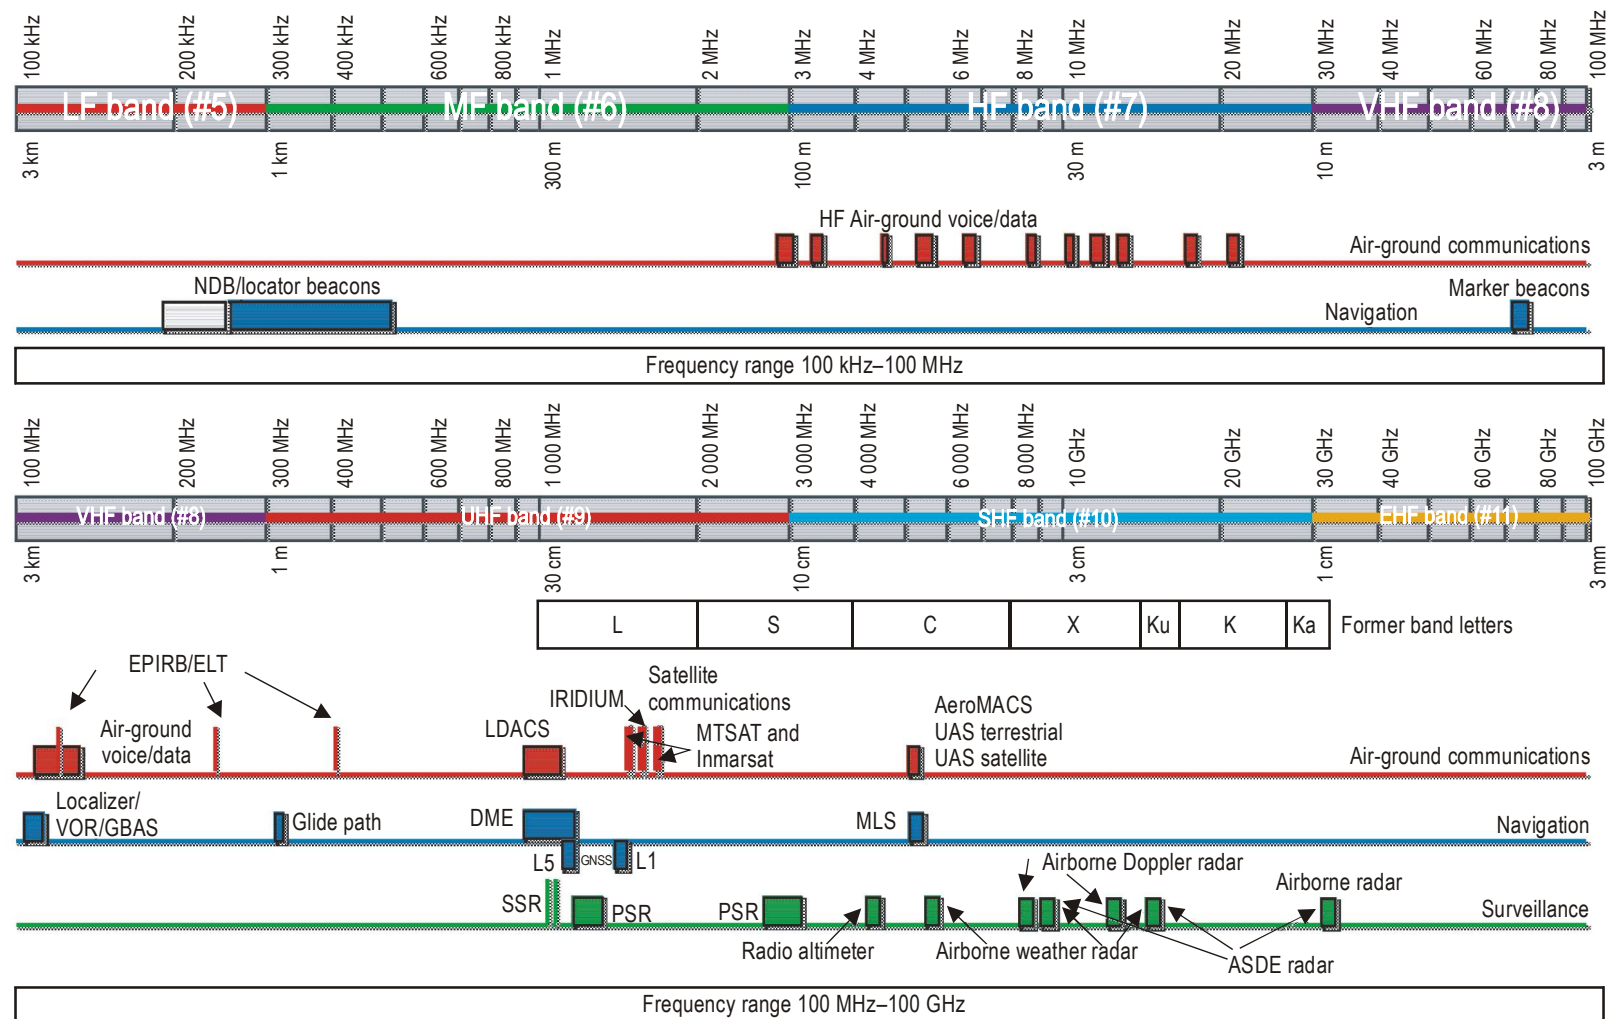 100 kHz
200 kHz
300 kHz
400 kHz
600 kHz
800 kHz
1 MHz
2 MHz
3 MHz
4 MHz
6 MHz
8 MHz
10 MHz
20 MHz
30 MHz
40 MHz
60 MHz
80 MHz
100 MHz
LF band (#5)
MF band (#6)
HF band (#7)
VHF band (#8)
3 km
1 km
300 m
100 m
30 m
10 m
3 m
HF Air-ground voice/data
Air-ground communications
NDB/locator beacons
Marker beacons
Navigation
Frequency range 100 kHz–100 MHz
100 MHz
200 MHz
300 MHz
400 MHz
600 MHz
800 MHz
1 000 MHz
2 000 MHz
3 000 MHz
4 000 MHz
6 000 MHz
8 000 MHz
10 GHz
20 GHz
30 GHz
40 GHz
60 GHz
80 GHz
100 GHz
VHF band (#8)
UHF band (#9)
SHF band (#10)
EHF band (#11)
3 km
1 m
30 cm
10 cm
3 cm
1 cm
3 mm
L
S
C
X
Ku
K
Ka
Former band letters
EPIRB/ELT
Air-ground
voice/data
LDACS
IRIDIUM
Satellite
communications
MTSAT and
Inmarsat
AeroMACS
UAS terrestrial
UAS satellite
Air-ground communications
Localizer/
VOR/GBAS
Glide path
DME
L5
GNSS
L1
MLS
Navigation
SSR
PSR
PSR
Radio altimeter
Airborne weather radar
Airborne Doppler radar
ASDE radar
Airborne radar
Surveillance
Frequency range 100 MHz–100 GHz